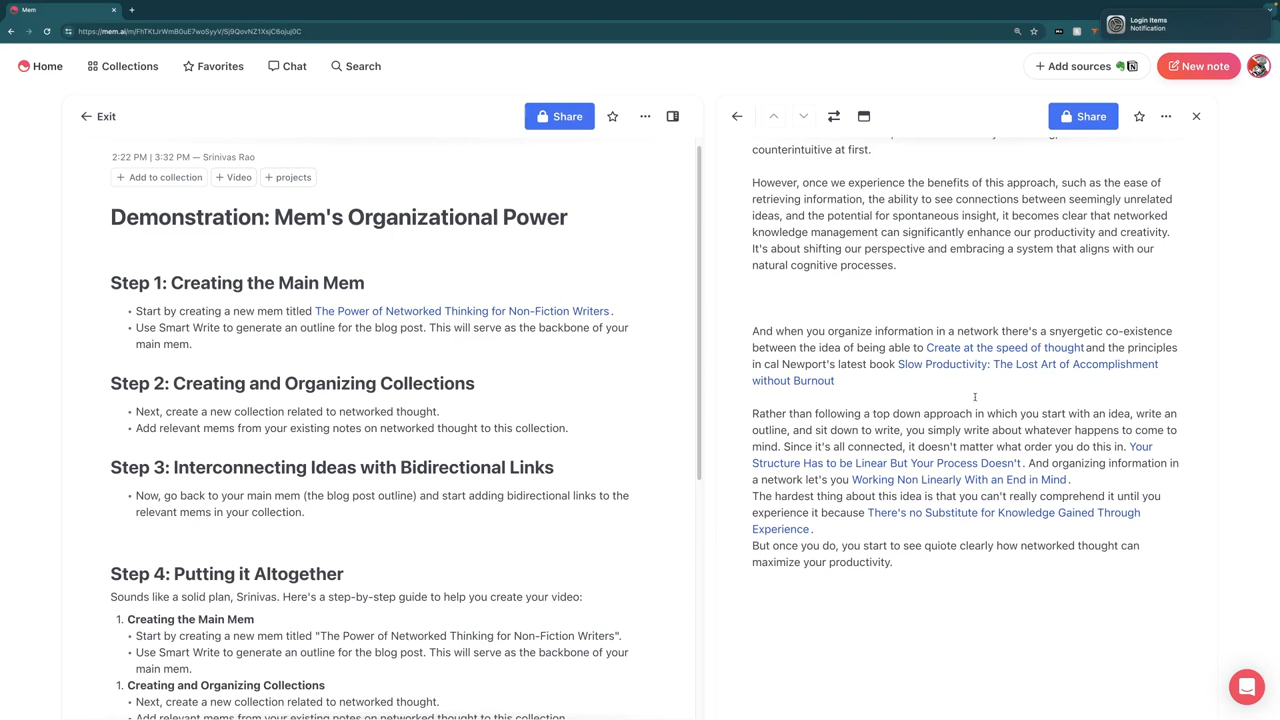 Mem
https://mem.ai/m/FhTKtJrWmB0uE7woSyyV/Sj9QovNZ1XsjC6ojuj0C
Login Items
Notification
Home
Collections
Favorites
Chat
Search
+ Add sources
New note
Exit
Share
Share
2:22 PM | 3:32 PM — Srinivas Rao
+ Add to collection
+ Video
+ projects
Demonstration: Mem's Organizational Power
Step 1: Creating the Main Mem
• Start by creating a new mem titled The Power of Networked Thinking for Non-Fiction Writers.
• Use Smart Write to generate an outline for the blog post. This will serve as the backbone of your
main mem.
Step 2: Creating and Organizing Collections
• Next, create a new collection related to networked thought.
• Add relevant mems from your existing notes on networked thought to this collection.
Step 3: Interconnecting Ideas with Bidirectional Links
• Now, go back to your main mem (the blog post outline) and start adding bidirectional links to the
relevant mems in your collection.
Step 4: Putting it Altogether
Sounds like a solid plan, Srinivas. Here's a step-by-step guide to help you create your video:
1. Creating the Main Mem
• Start by creating a new mem titled "The Power of Networked Thinking for Non-Fiction Writers".
• Use Smart Write to generate an outline for the blog post. This will serve as the backbone of your
main mem.
1. Creating and Organizing Collections
• Next, create a new collection related to networked thought.
• Add relevant mems from your existing notes on networked thought to this collection.
counterintuitive at first.
However, once we experience the benefits of this approach, such as the ease of
retrieving information, the ability to see connections between seemingly unrelated
ideas, and the potential for spontaneous insight, it becomes clear that networked
knowledge management can significantly enhance our productivity and creativity.
It's about shifting our perspective and embracing a system that aligns with our
natural cognitive processes.
And when you organize information in a network there's a snyergetic co-existence
between the idea of being able to Create at the speed of thought and the principles
in cal Newport's latest book Slow Productivity: The Lost Art of Accomplishment
without Burnout
Rather than following a top down approach in which you start with an idea, write an
outline, and sit down to write, you simply write about whatever happens to come to
mind. Since it's all connected, it doesn't matter what order you do this in. Your
Structure Has to be Linear But Your Process Doesn't. And organizing information in
a network let's you Working Non Linearly With an End in Mind.
The hardest thing about this idea is that you can't really comprehend it until you
experience it because There's no Substitute for Knowledge Gained Through
Experience.
But once you do, you start to see quiote clearly how networked thought can
maximize your productivity.